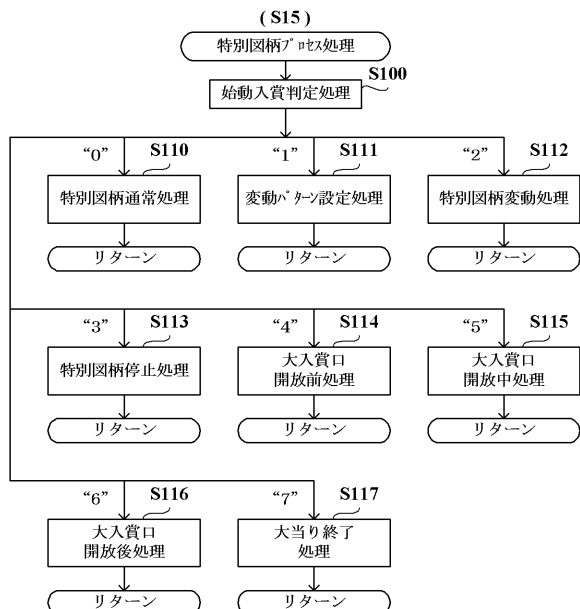 (S15)
特別図柄ﾌﾟﾛｾｽ処理
S100
始動入賞判定処理
“0” S110 “1” S111 “2” S112
特別図柄通常処理 変動ﾊﾟﾀｰﾝ設定処理 特別図柄変動処理
リターン リターン リターン
“3” S113 “4” S114 “5” S115
特別図柄停止処理 大入賞口 大入賞口
開放前処理 開放中処理
リターン リターン リターン
“6” S116 “7” S117
大入賞口 大当り終了
開放後処理 処理
リターン リターン